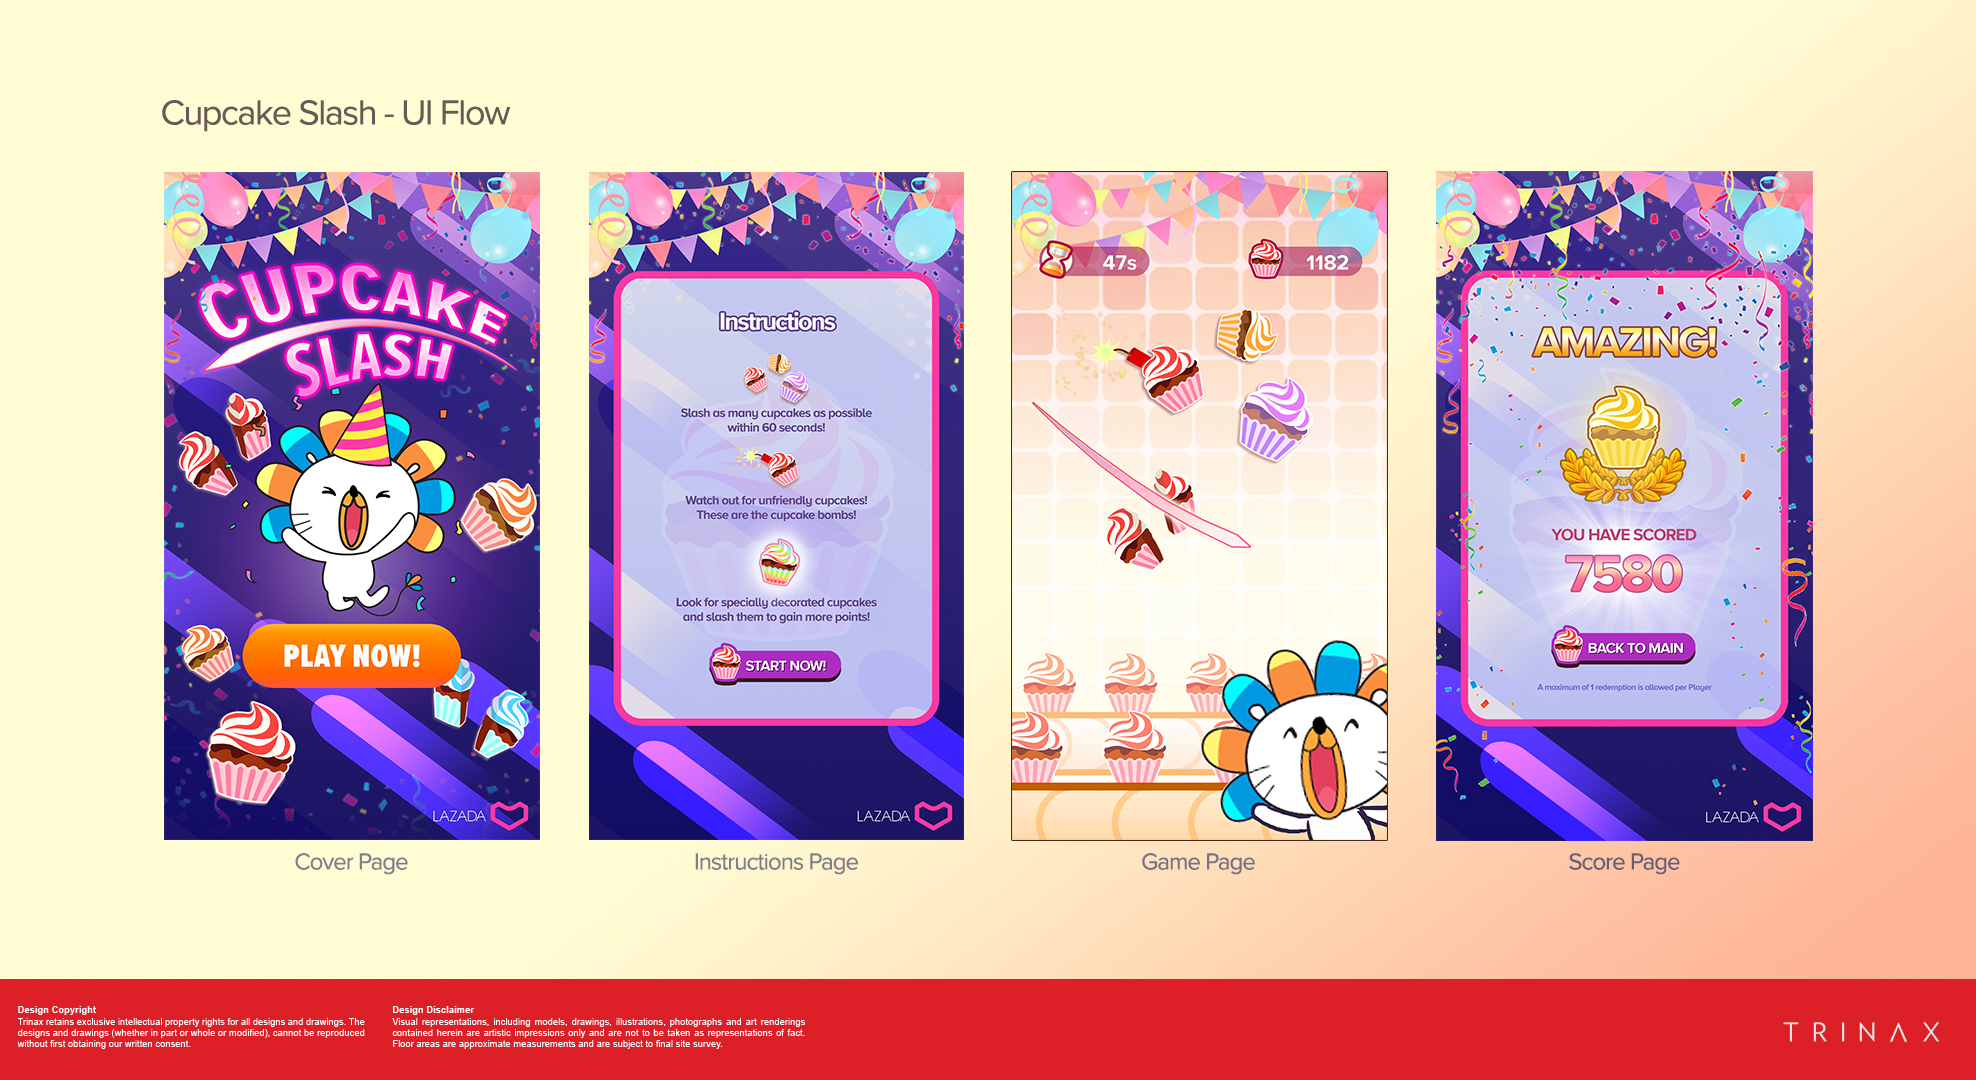 Cupcake Slash - UI Flow
CUPCAKE
SLASH
PLAY NOW!
LAZADA
Cover Page
Instructions
Slash as many cupcakes as possible
within 60 seconds!
Watch out for unfriendly cupcakes!
These are the cupcake bombs!
Look for specially decorated cupcakes
and slash them to gain more points!
START NOW!
LAZADA
Instructions Page
47s
1182
Game Page
AMAZING!
YOU HAVE SCORED
7580
BACK TO MAIN
A maximum of 1 redemption is allowed per Player
LAZADA
Score Page
Design Copyright
Trinax retains exclusive intellectual property rights for all designs and drawings. The
designs and drawings (whether in part or whole or modified), cannot be reproduced
without first obtaining our written consent.
Design Disclaimer
Visual representations, including models, drawings, illustrations, photographs and art renderings
contained herein are artistic impressions only and are not to be taken as representations of fact.
Floor areas are approximate measurements and are subject to final site survey.
TRINAX